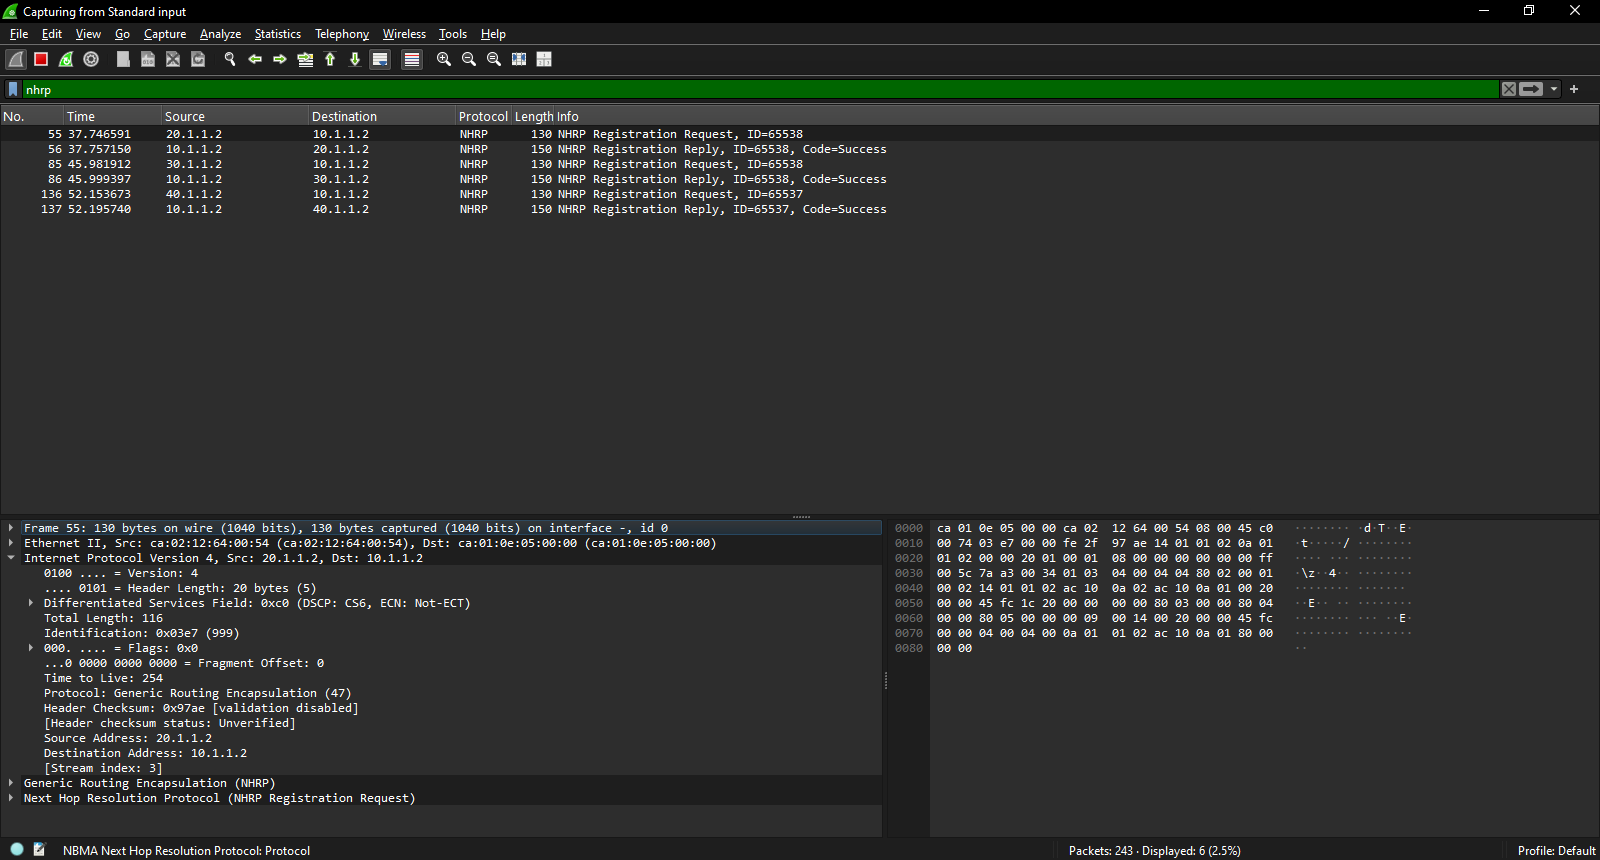 Capturing from Standard input
File Edit View Go Capture Analyze Statistics Telephony Wireless Tools Help
nhrp
No. Time Source Destination Protocol Length Info
55 37.746591 20.1.1.2 10.1.1.2 NHRP 130 NHRP Registration Request, ID=65538
56 37.757150 10.1.1.2 20.1.1.2 NHRP 150 NHRP Registration Reply, ID=65538, Code=Success
85 45.981912 30.1.1.2 10.1.1.2 NHRP 130 NHRP Registration Request, ID=65538
86 45.999397 10.1.1.2 30.1.1.2 NHRP 150 NHRP Registration Reply, ID=65538, Code=Success
136 52.153673 40.1.1.2 10.1.1.2 NHRP 130 NHRP Registration Request, ID=65537
137 52.195740 10.1.1.2 40.1.1.2 NHRP 150 NHRP Registration Reply, ID=65537, Code=Success
Frame 55: 130 bytes on wire (1040 bits), 130 bytes captured (1040 bits) on interface -, id 0
Ethernet II, Src: ca:02:12:64:00:54 (ca:02:12:64:00:54), Dst: ca:01:0e:05:00:00 (ca:01:0e:05:00:00)
Internet Protocol Version 4, Src: 20.1.1.2, Dst: 10.1.1.2
0100 .... = Version: 4
.... 0101 = Header Length: 20 bytes (5)
Differentiated Services Field: 0xc0 (DSCP: CS6, ECN: Not-ECT)
Total Length: 116
Identification: 0x03e7 (999)
000. .... = Flags: 0x0
...0 0000 0000 0000 = Fragment Offset: 0
Time to Live: 254
Protocol: Generic Routing Encapsulation (47)
Header Checksum: 0x97ae [validation disabled]
[Header checksum status: Unverified]
Source Address: 20.1.1.2
Destination Address: 10.1.1.2
[Stream index: 3]
Generic Routing Encapsulation (NHRP)
Next Hop Resolution Protocol (NHRP Registration Request)
0000 ca 01 0e 05 00 00 ca 02 12 64 00 54 08 00 45 c0 ········ ·d·T··E·
0010 00 74 03 e7 00 00 fe 2f 97 ae 14 01 01 02 0a 01 ·t·····/ ········
0020 01 02 00 00 20 01 00 01 08 00 00 00 00 00 00 ff ···· ··· ········
0030 00 5c 7a a3 00 34 01 03 04 00 04 04 80 02 00 01 ·\z··4·· ········
0040 00 02 14 01 01 02 ac 10 0a 02 ac 10 0a 01 00 20 ········ ·······
0050 00 00 45 fc 1c 20 00 00 00 00 80 03 00 00 80 04 ··E·· ·· ········
0060 00 00 80 05 00 00 00 09 00 14 00 20 00 00 45 fc ········ ··· ··E·
0070 00 00 04 00 04 00 0a 01 01 02 ac 10 0a 01 80 00 ········ ········
0080 00 00 ··
NBMA Next Hop Resolution Protocol: Protocol
Packets: 243 · Displayed: 6 (2.5%)
Profile: Default